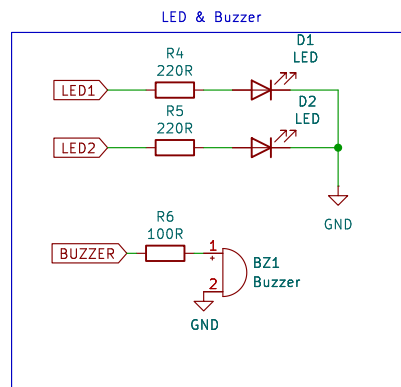 LED & Buzzer
D1
LED
R4
220R
LED1
D2
LED
R5
220R
LED2
GND
R6
100R
BUZZER
1
+
BZ1
Buzzer
2
GND